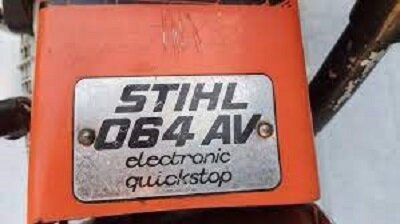 STIHL
064 AV
electronic
quickstop